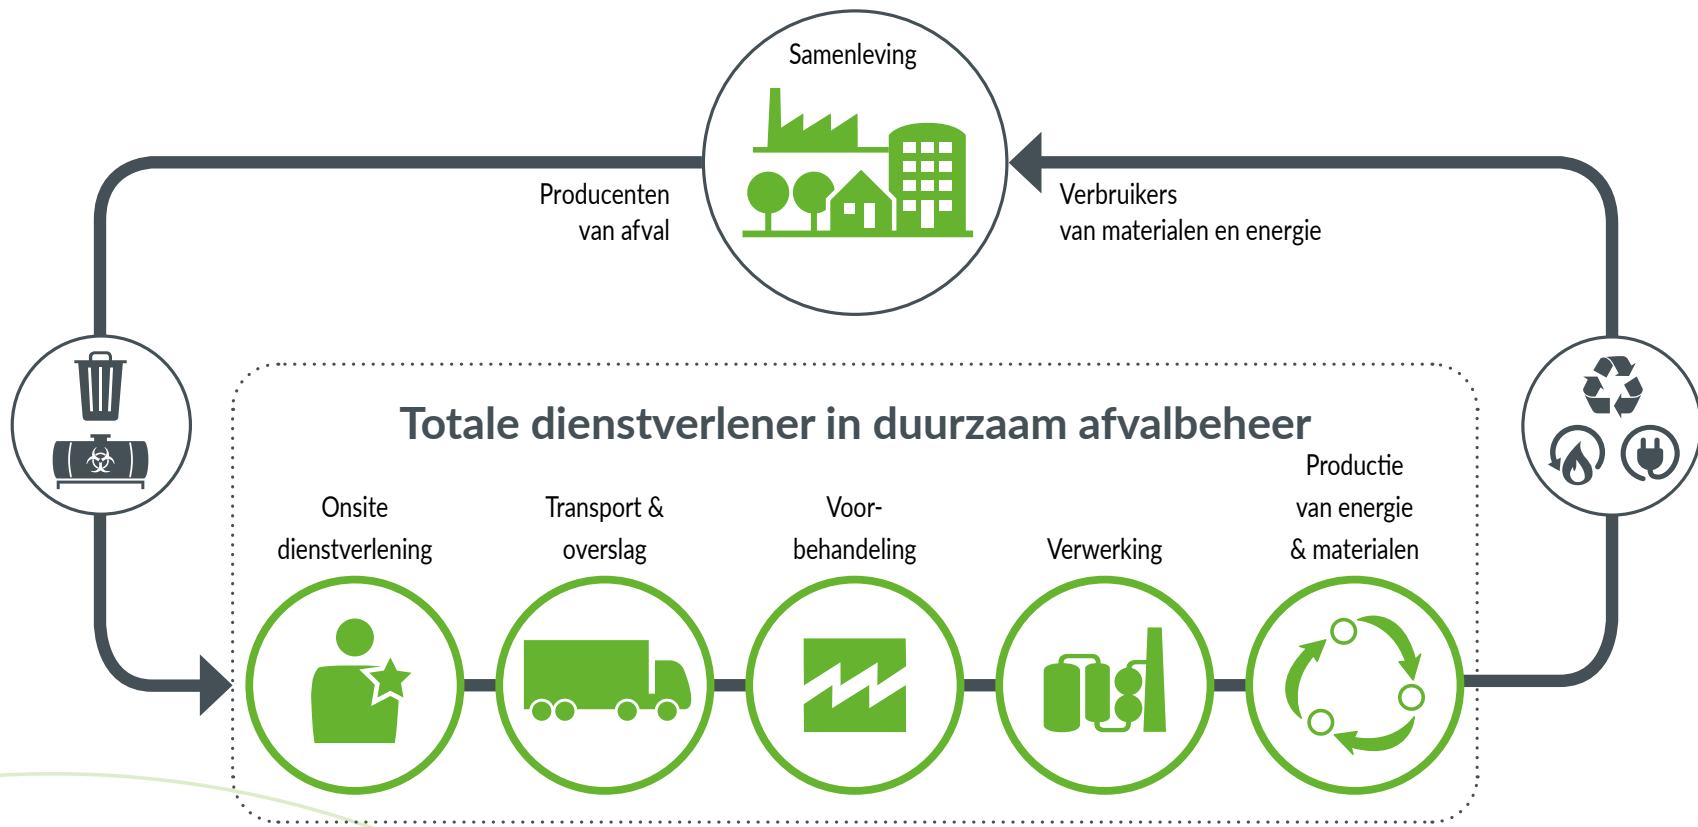 Samenleving
Producenten
van afval
Verbruikers
van materialen en energie
Totale dienstverlener in duurzaam afvalbeheer
Onsite
dienstverlening
Transport &
overslag
Voor-
behandeling
Verwerking
Productie
van energie
& materialen